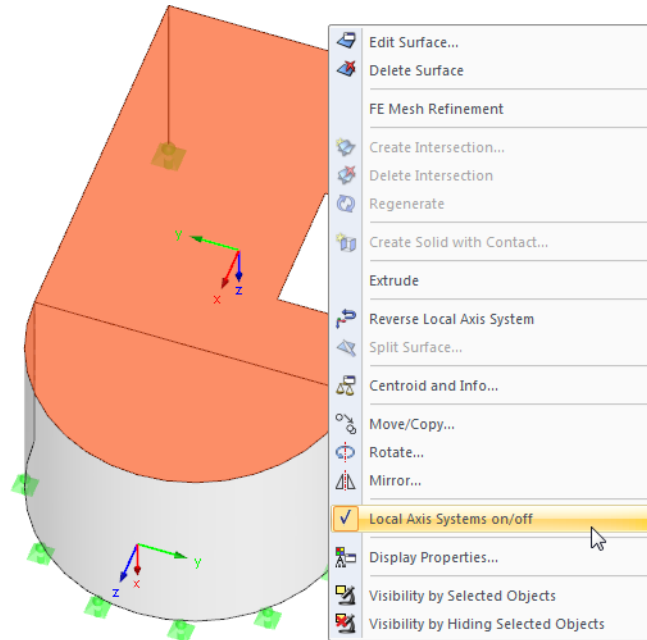 Edit Surface...
Delete Surface
FE Mesh Refinement
Create Intersection...
Delete Intersection
Regenerate
Create Solid with Contact...
Extrude
Reverse Local Axis System
Split Surface...
Centroid and Info...
Move/Copy...
Rotate...
Mirror...
Local Axis Systems on/off
Display Properties...
Visibility by Selected Objects
Visibility by Hiding Selected Objects
y
x
z
y
z
x